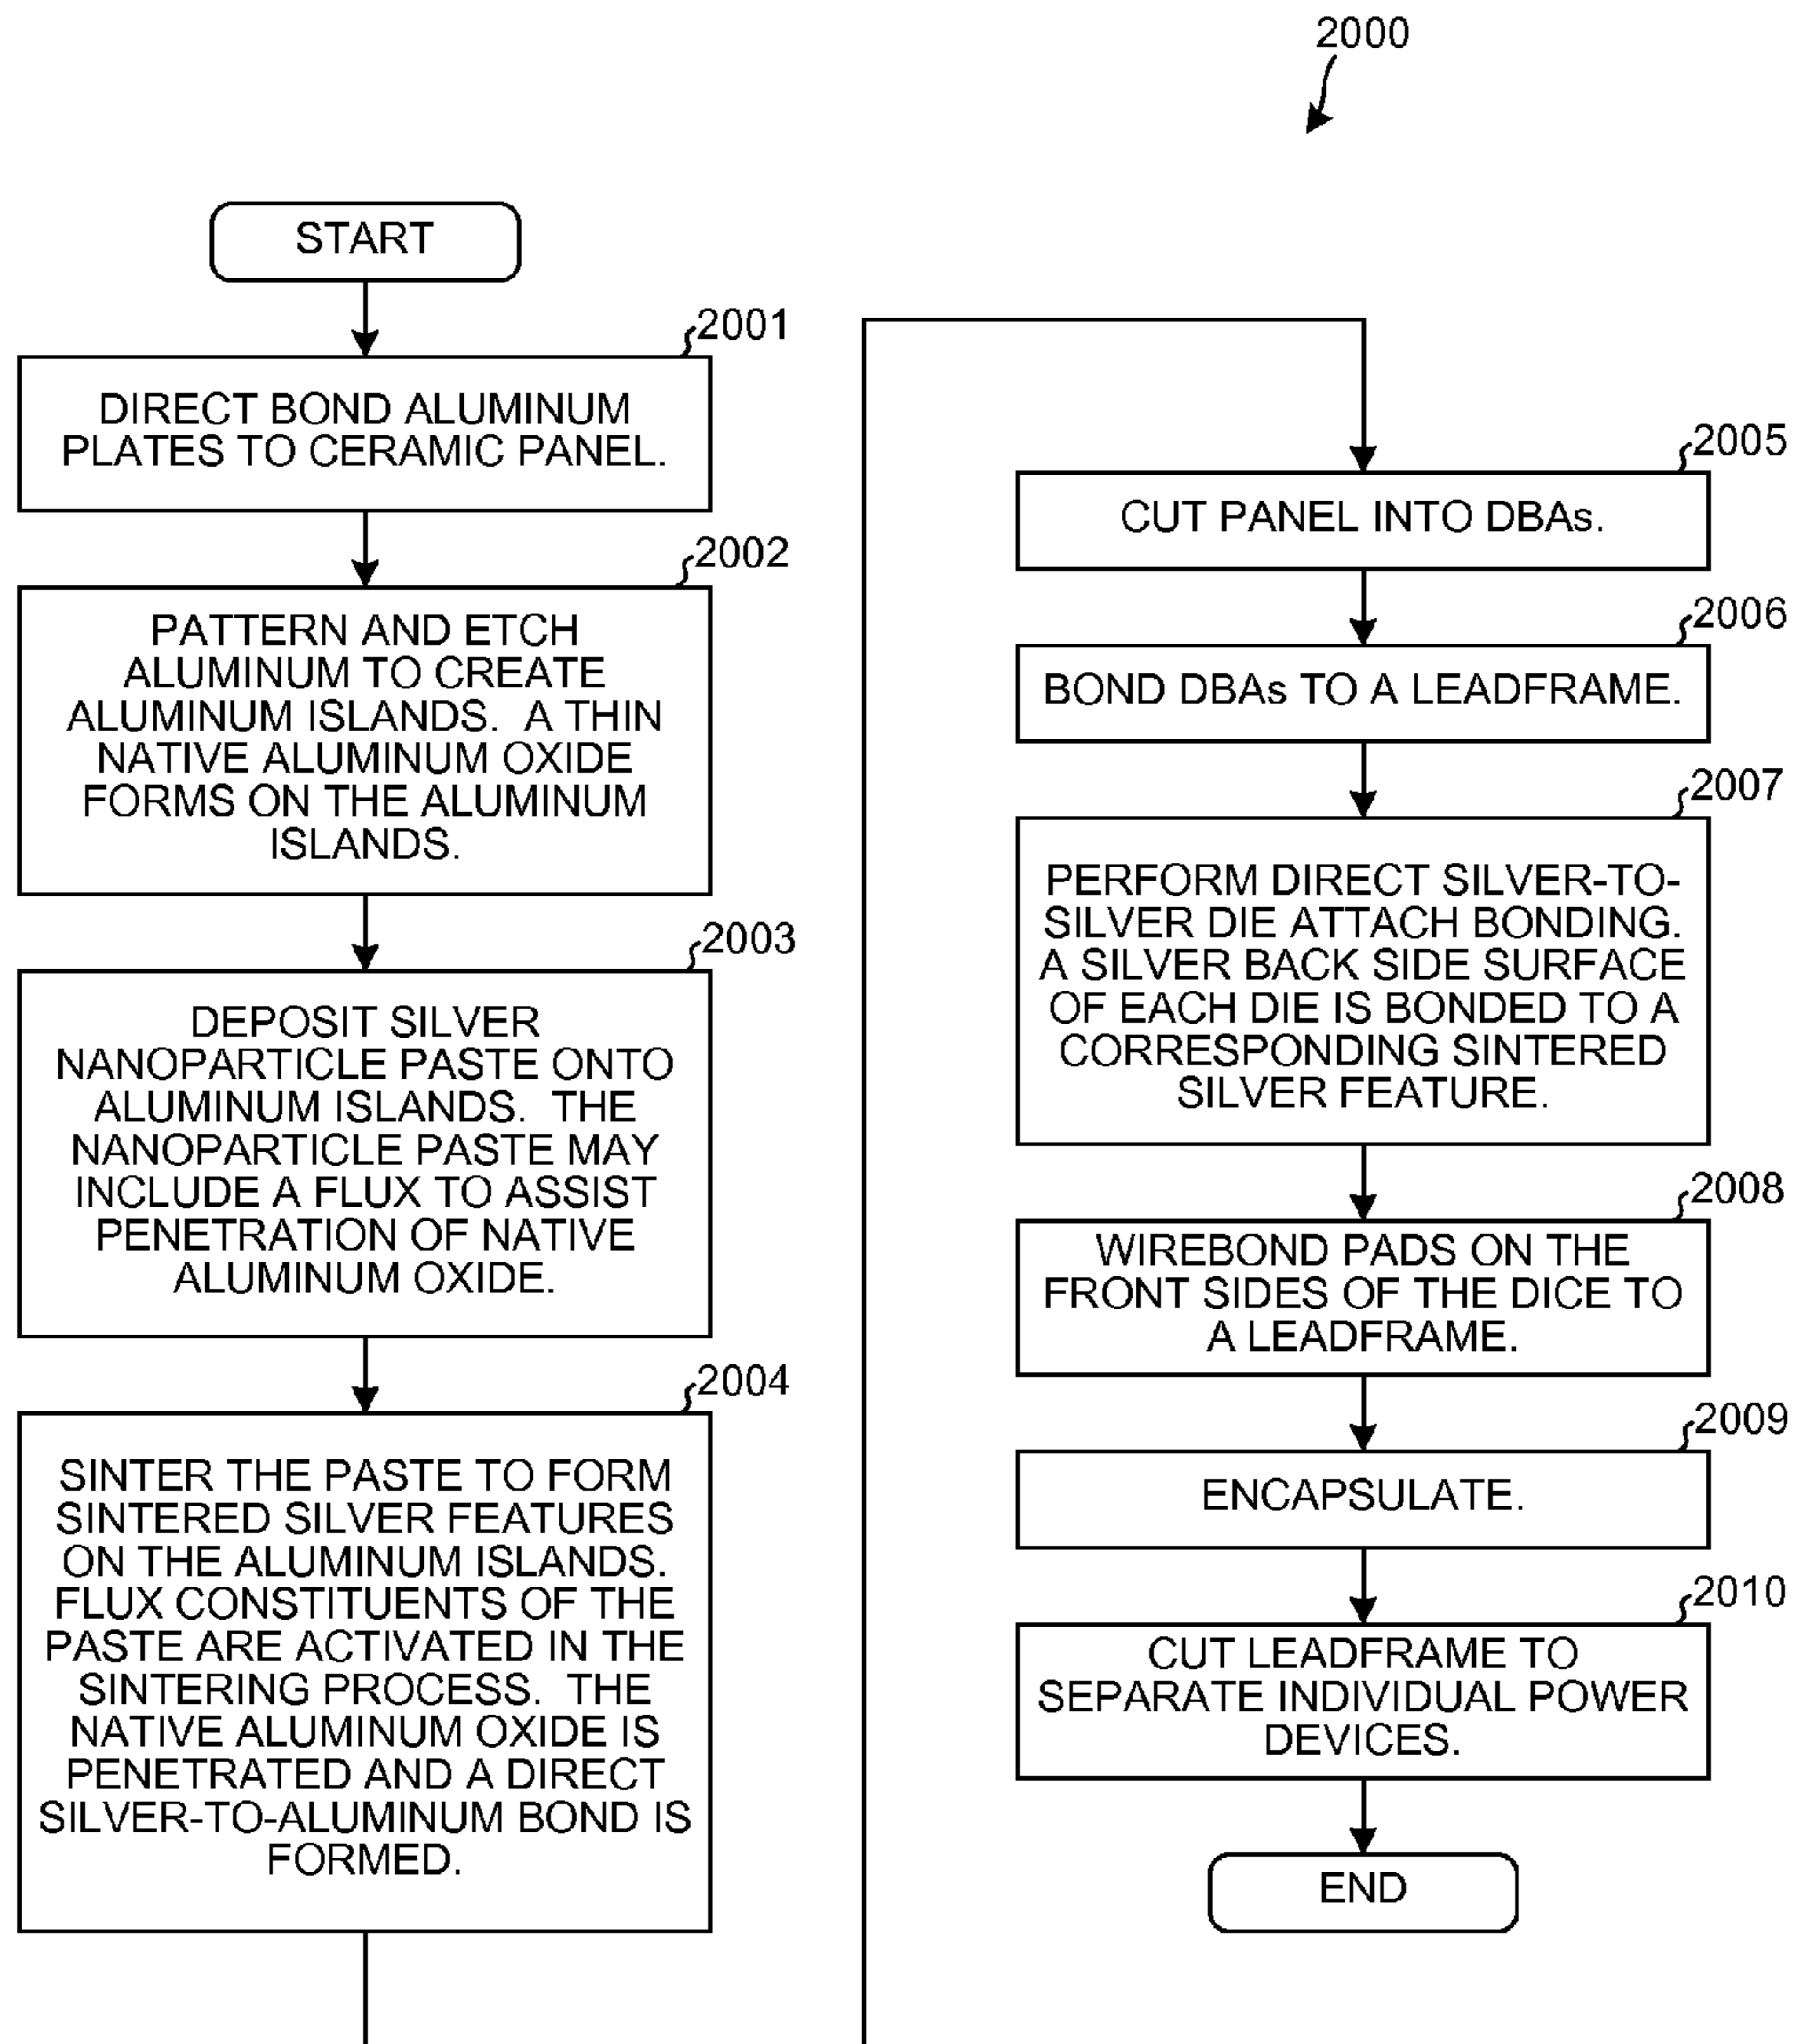 2000
START
2001
DIRECT BOND ALUMINUM
PLATES TO CERAMIC PANEL.
2002
PATTERN AND ETCH
ALUMINUM TO CREATE
ALUMINUM ISLANDS. A THIN
NATIVE ALUMINUM OXIDE
FORMS ON THE ALUMINUM
ISLANDS.
2003
DEPOSIT SILVER
NANOPARTICLE PASTE ONTO
ALUMINUM ISLANDS. THE
NANOPARTICLE PASTE MAY
INCLUDE A FLUX TO ASSIST
PENETRATION OF NATIVE
ALUMINUM OXIDE.
2004
SINTER THE PASTE TO FORM
SINTERED SILVER FEATURES
ON THE ALUMINUM ISLANDS.
FLUX CONSTITUENTS OF THE
PASTE ARE ACTIVATED IN THE
SINTERING PROCESS. THE
NATIVE ALUMINUM OXIDE IS
PENETRATED AND A DIRECT
SILVER-TO-ALUMINUM BOND IS
FORMED.
2005
CUT PANEL INTO DBAs.
2006
BOND DBAs TO A LEADFRAME.
2007
PERFORM DIRECT SILVER-TO-
SILVER DIE ATTACH BONDING.
A SILVER BACK SIDE SURFACE
OF EACH DIE IS BONDED TO A
CORRESPONDING SINTERED
SILVER FEATURE.
2008
WIREBOND PADS ON THE
FRONT SIDES OF THE DICE TO
A LEADFRAME.
2009
ENCAPSULATE.
2010
CUT LEADFRAME TO
SEPARATE INDIVIDUAL POWER
DEVICES.
END